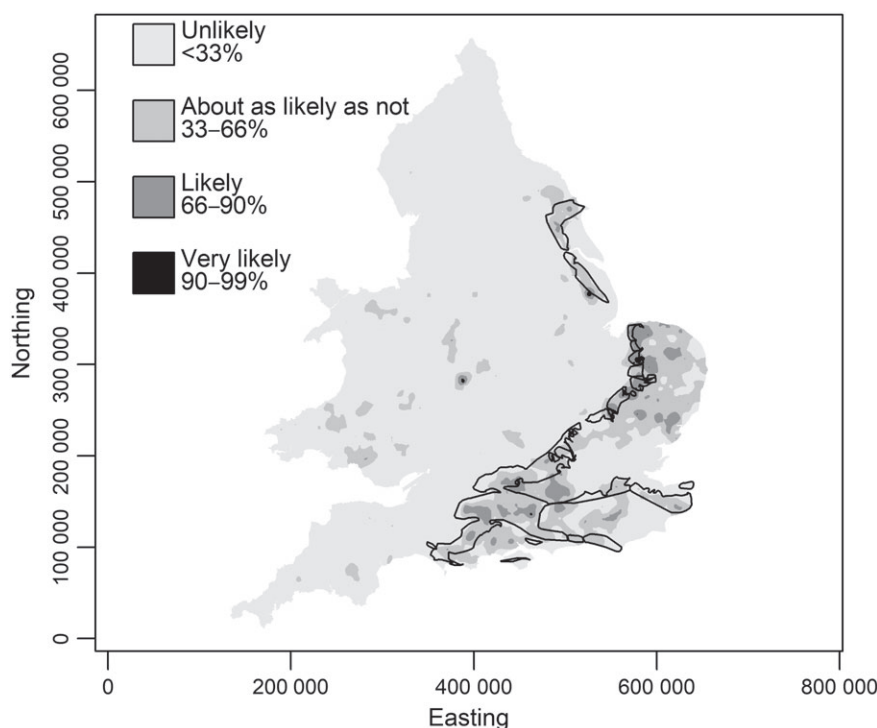 Unlikely
<33%
About as likely as not
33–66%
Likely
66–90%
Very likely
90–99%
Northing
600 000
500 000
400 000
300 000
200 000
100 000
0
0
200 000
400 000
600 000
800 000
Easting